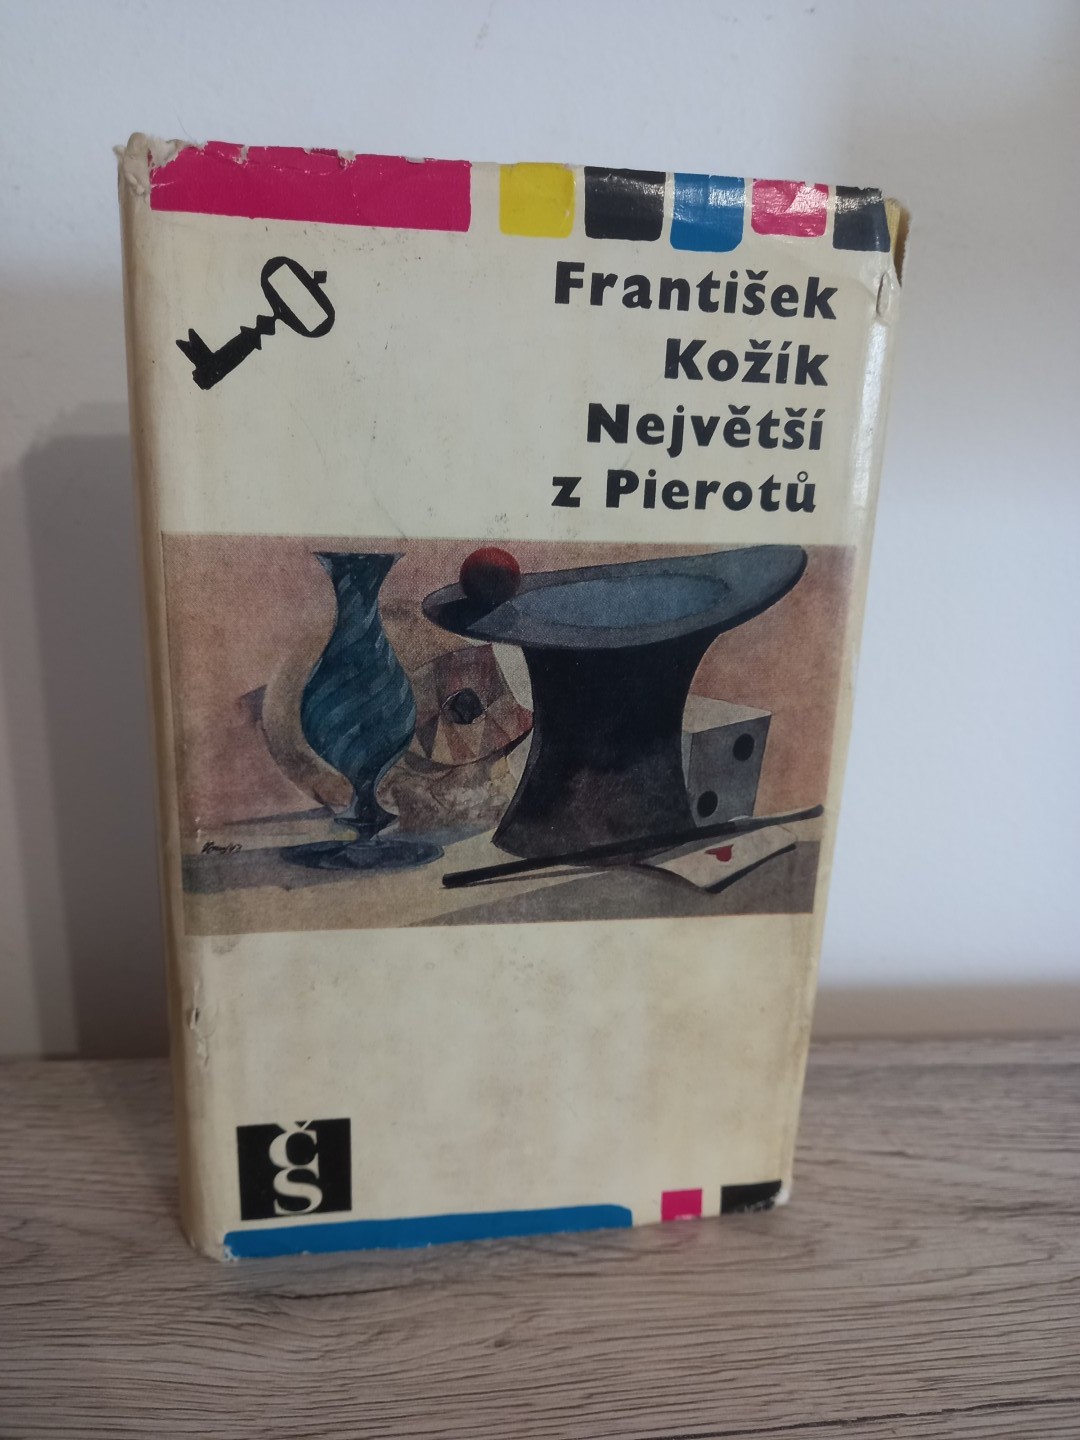 František
Kožík
Největší
z Pierotů
ČS